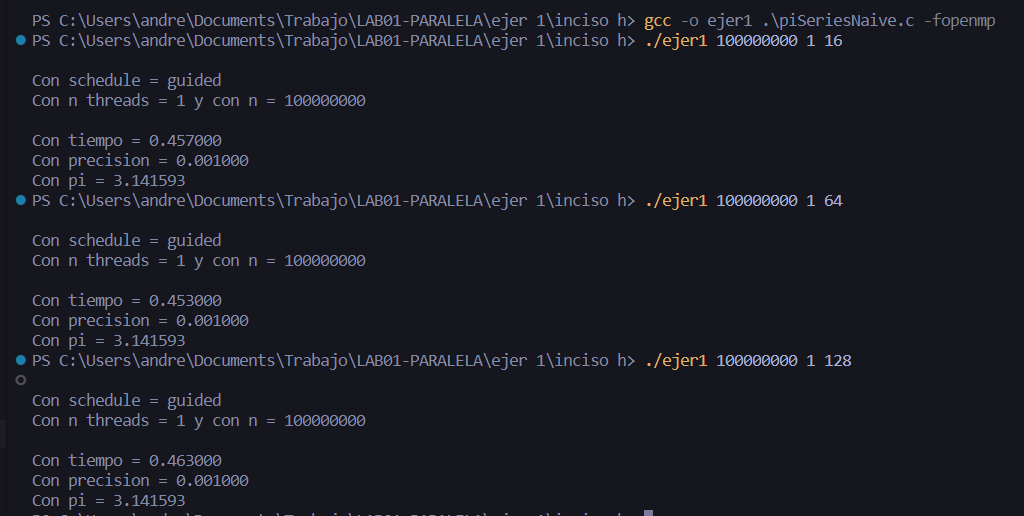 PS C:\Users\andre\Documents\Trabajo\LAB01-PARALELA\ejer 1\inciso h> gcc -o ejer1 .\piSeriesNaive.c -fopenmp
PS C:\Users\andre\Documents\Trabajo\LAB01-PARALELA\ejer 1\inciso h> ./ejer1 100000000 1 16
Con schedule = guided
Con n threads = 1 y con n = 100000000
Con tiempo = 0.457000
Con precision = 0.001000
Con pi = 3.141593
PS C:\Users\andre\Documents\Trabajo\LAB01-PARALELA\ejer 1\inciso h> ./ejer1 100000000 1 64
Con schedule = guided
Con n threads = 1 y con n = 100000000
Con tiempo = 0.453000
Con precision = 0.001000
Con pi = 3.141593
PS C:\Users\andre\Documents\Trabajo\LAB01-PARALELA\ejer 1\inciso h> ./ejer1 100000000 1 128
Con schedule = guided
Con n threads = 1 y con n = 100000000
Con tiempo = 0.463000
Con precision = 0.001000
Con pi = 3.141593